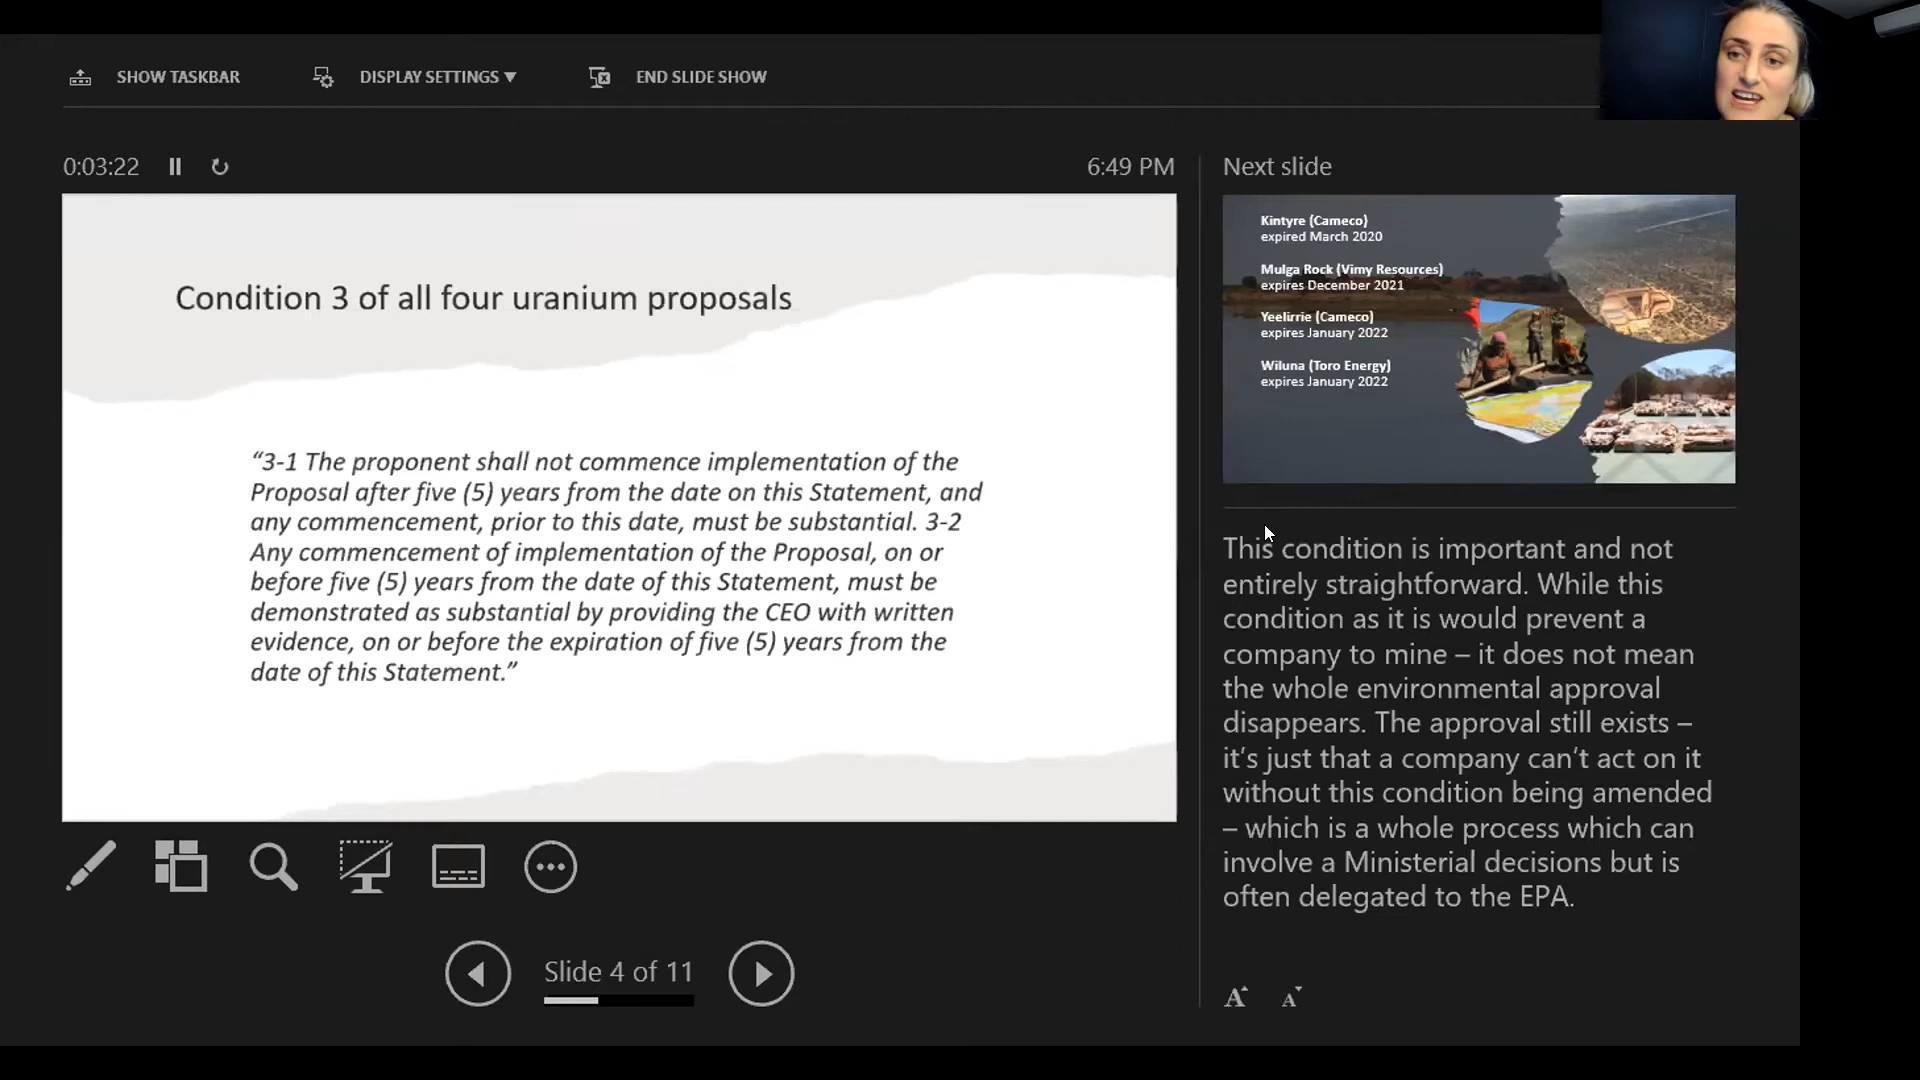 SHOW TASKBAR
DISPLAY SETTINGS ▼
END SLIDE SHOW
0:03:22
6:49 PM
Condition 3 of all four uranium proposals
“3-1 The proponent shall not commence implementation of the
Proposal after five (5) years from the date on this Statement, and
any commencement, prior to this date, must be substantial. 3-2
Any commencement of implementation of the Proposal, on or
before five (5) years from the date of this Statement, must be
demonstrated as substantial by providing the CEO with written
evidence, on or before the expiration of five (5) years from the
date of this Statement.”
Slide 4 of 11
Next slide
Kintyre (Cameco)
expired March 2020
Mulga Rock (Vimy Resources)
expires December 2021
Yeelirrie (Cameco)
expires January 2022
Wiluna (Toro Energy)
expires January 2022
This condition is important and not
entirely straightforward. While this
condition as it is would prevent a
company to mine – it does not mean
the whole environmental approval
disappears. The approval still exists –
it’s just that a company can’t act on it
without this condition being amended
– which is a whole process which can
involve a Ministerial decisions but is
often delegated to the EPA.
A A